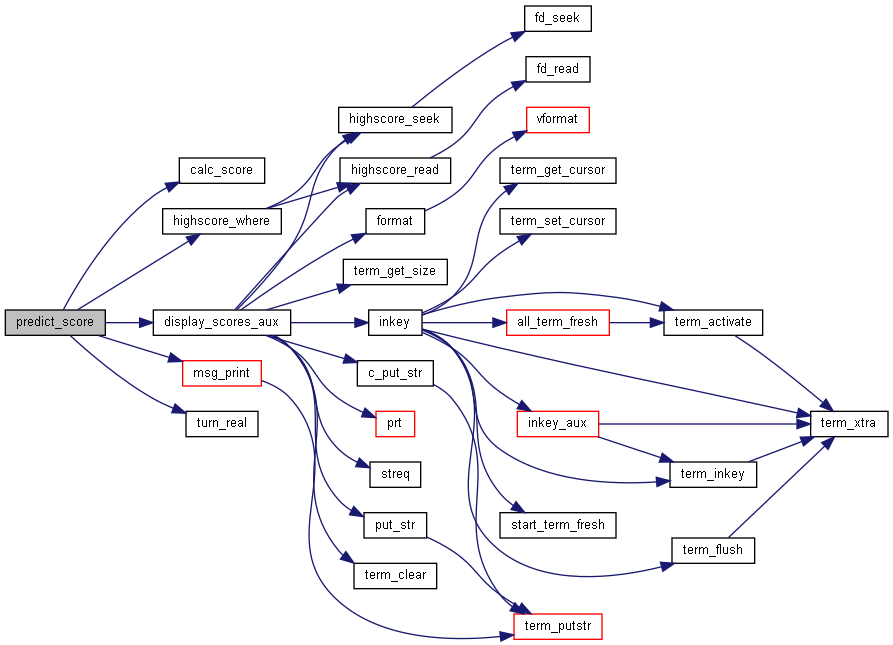 fd_seek
fd_read
highscore_seek
vformat
calc_score
highscore_read
term_get_cursor
highscore_where
format
term_set_cursor
term_get_size
predict_score
display_scores_aux
inkey
all_term_fresh
term_activate
msg_print
c_put_str
turn_real
prt
inkey_aux
term_xtra
streq
term_inkey
put_str
start_term_fresh
term_flush
term_clear
term_putstr